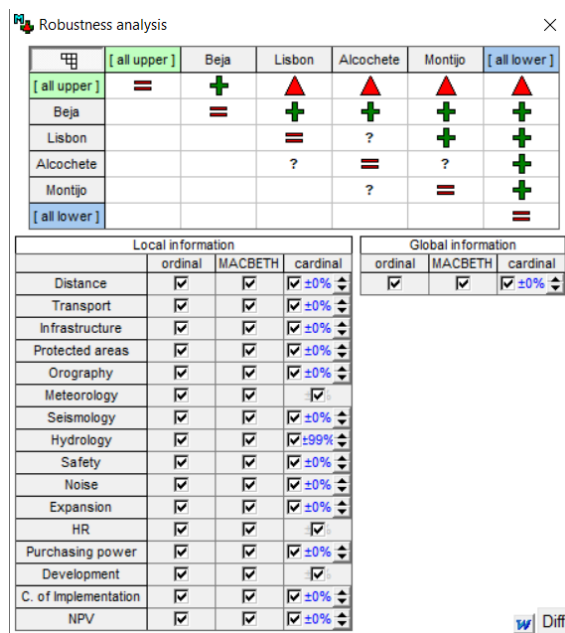 Robustness analysis
[ all upper ] Beja Lisbon Alcochete Montijo [ all lower ]
[ all upper ]
Beja
Lisbon ?
Alcochete ? ?
Montijo ?
[ all lower ]
Local information Global information
ordinal MACBETH cardinal ordinal MACBETH cardinal
Distance ±0% ±0%
Transport ±0%
Infrastructure ±0%
Protected areas ±0%
Orography ±0%
Meteorology
Seismology ±0%
Hydrology ±99%
Safety ±0%
Noise ±0%
Expansion ±0%
HR
Purchasing power ±0%
Development
C. of Implementation ±0%
NPV ±0%
Diff